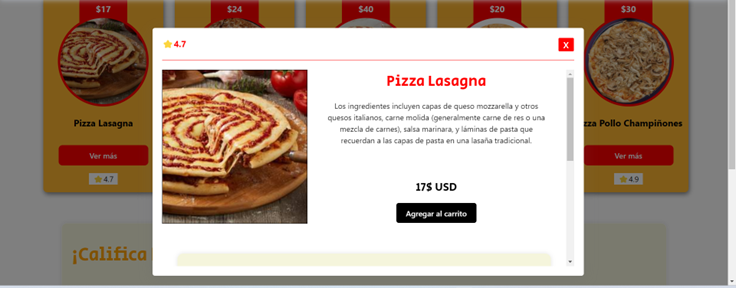 $17
$24
$40
$20
$30
4.7
X
Pizza Lasagna
Los ingredientes incluyen capas de queso mozzarella y otros
quesos italianos, carne molida (generalmente carne de res o una
mezcla de carnes), salsa marinara, y láminas de pasta que
recuerdan a las capas de pasta en una lasaña tradicional.
17$ USD
Agregar al carrito
Pizza Lasagna
zza Pollo Champiñones
Ver más
Ver más
4.7
4.9
¡Califica